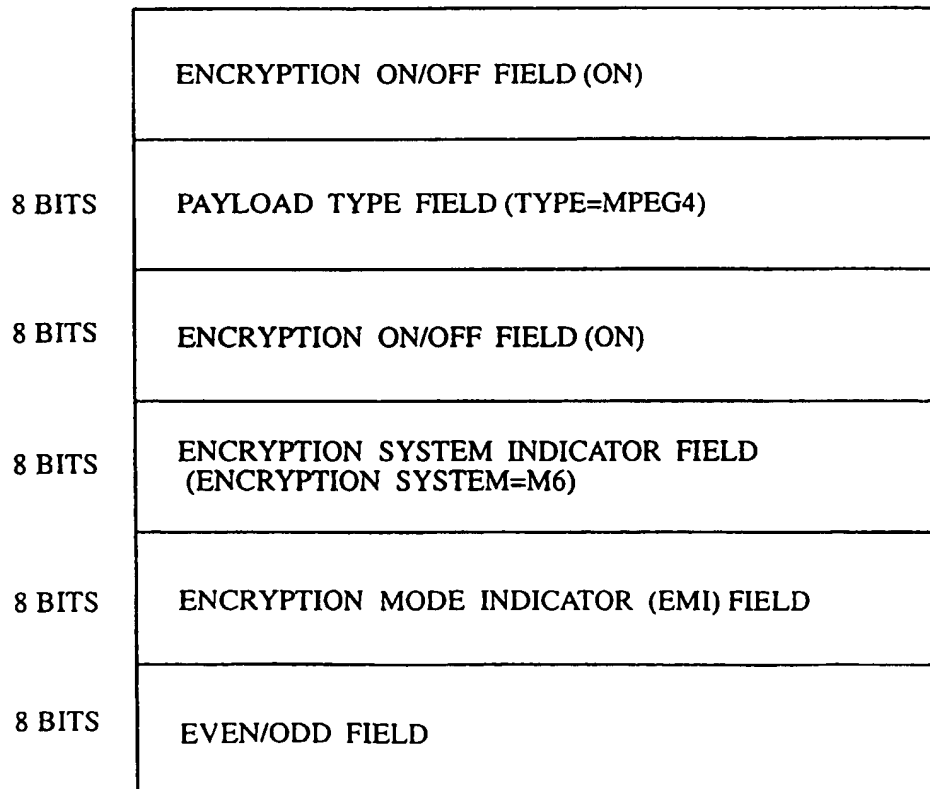 ENCRYPTION ON/OFF FIELD (ON)
8 BITS PAYLOAD TYPE FIELD (TYPE=MPEG4)
8 BITS ENCRYPTION ON/OFF FIELD (ON)
8 BITS ENCRYPTION SYSTEM INDICATOR FIELD
(ENCRYPTION SYSTEM=M6)
8 BITS ENCRYPTION MODE INDICATOR (EMI) FIELD
8 BITS EVEN/ODD FIELD